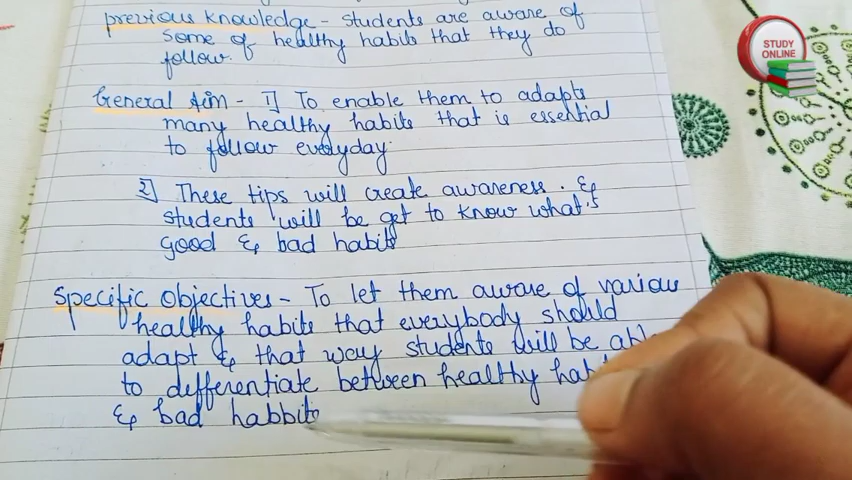 previous knowledge - students are aware of
some of healthy habits that they do
follow.
General Aim - 1] To enable them to adapts
many healthy habits that is essential
to follow everyday.
2] These tips will create awareness. &
students will be get to know what's
good & bad habits
Specific Objectives - To let them aware of various
healthy habits that everybody should
adapt & that way students will be
to differentiate between healthy
& bad habbits
STUDY
ONLINE